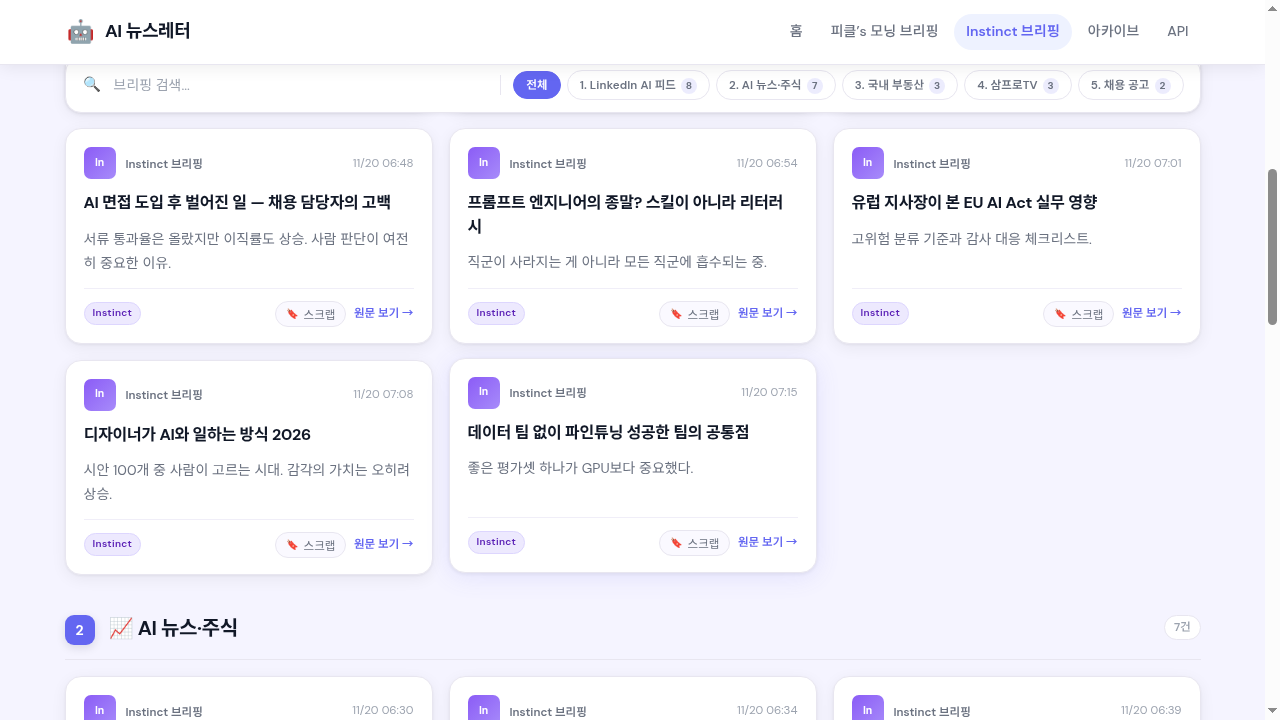 AI 뉴스레터
홈
피클's 모닝 브리핑
Instinct 브리핑
아카이브
API
브리핑 검색...
전체
1. LinkedIn AI 피드 8
2. AI 뉴스·주식 7
3. 국내 부동산 3
4. 삼프로TV 3
5. 채용 공고 2
In Instinct 브리핑 11/20 06:48
AI 면접 도입 후 벌어진 일 — 채용 담당자의 고백
서류 통과율은 올랐지만 이직률도 상승. 사람 판단이 여전
히 중요한 이유.
Instinct 스크랩 원문 보기 →
In Instinct 브리핑 11/20 06:54
프롬프트 엔지니어의 종말? 스킬이 아니라 리터러
시
직군이 사라지는 게 아니라 모든 직군에 흡수되는 중.
Instinct 스크랩 원문 보기 →
In Instinct 브리핑 11/20 07:01
유럽 지사장이 본 EU AI Act 실무 영향
고위험 분류 기준과 감사 대응 체크리스트.
Instinct 스크랩 원문 보기 →
In Instinct 브리핑 11/20 07:08
디자이너가 AI와 일하는 방식 2026
시안 100개 중 사람이 고르는 시대. 감각의 가치는 오히려
상승.
Instinct 스크랩 원문 보기 →
In Instinct 브리핑 11/20 07:15
데이터 팀 없이 파인튜닝 성공한 팀의 공통점
좋은 평가셋 하나가 GPU보다 중요했다.
Instinct 스크랩 원문 보기 →
2 AI 뉴스·주식 7건
In Instinct 브리핑 11/20 06:30
In Instinct 브리핑 11/20 06:34
In Instinct 브리핑 11/20 06:39